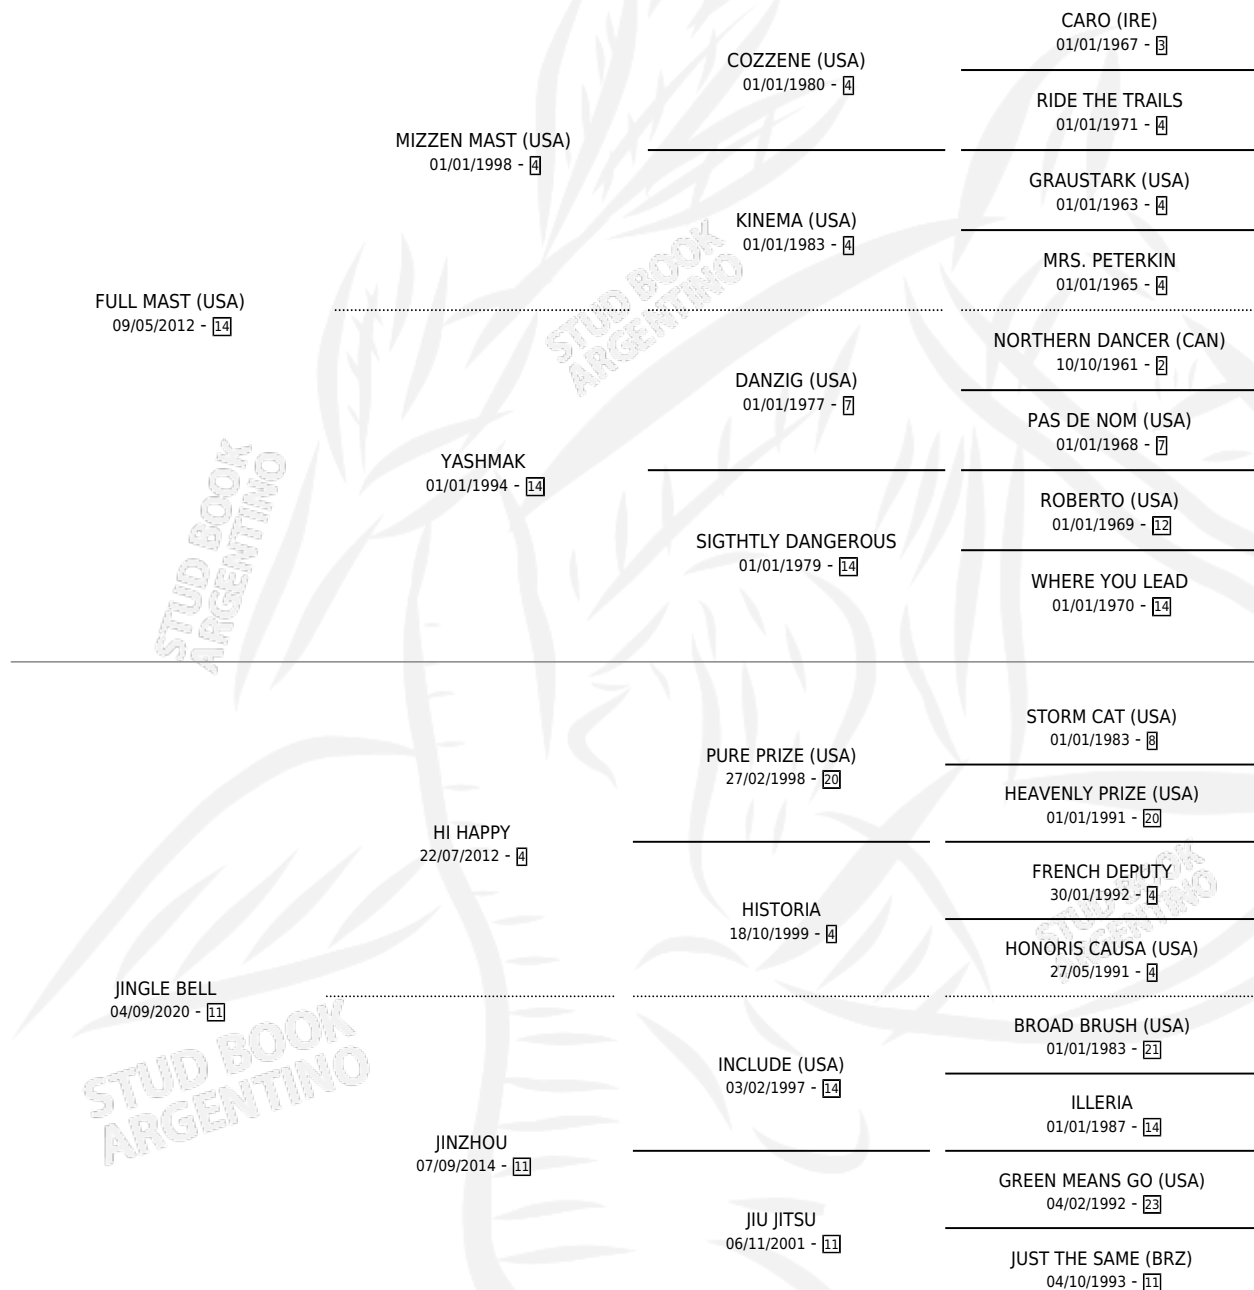 CARO (IRE)
01/01/1967 - 3
COZZENE (USA)
01/01/1980 - 4
RIDE THE TRAILS
01/01/1971 - 4
MIZZEN MAST (USA)
01/01/1998 - 4
GRAUSTARK (USA)
01/01/1963 - 4
KINEMA (USA)
01/01/1983 - 4
MRS. PETERKIN
01/01/1965 - 4
FULL MAST (USA)
09/05/2012 - 14
NORTHERN DANCER (CAN)
10/10/1961 - 2
DANZIG (USA)
01/01/1977 - 7
PAS DE NOM (USA)
01/01/1968 - 7
YASHMAK
01/01/1994 - 14
ROBERTO (USA)
01/01/1969 - 12
SIGTHTLY DANGEROUS
01/01/1979 - 14
WHERE YOU LEAD
01/01/1970 - 14
STUD BOOK
ARGENTINO
STUD BOOK
ARGENTINO
STORM CAT (USA)
01/01/1983 - 8
PURE PRIZE (USA)
27/02/1998 - 20
HEAVENLY PRIZE (USA)
01/01/1991 - 20
HI HAPPY
22/07/2012 - 4
FRENCH DEPUTY
30/01/1992 - 4
HISTORIA
18/10/1999 - 4
HONORIS CAUSA (USA)
27/05/1991 - 4
STUD BOOK
ARGENTINO
JINGLE BELL
04/09/2020 - 11
BROAD BRUSH (USA)
01/01/1983 - 21
INCLUDE (USA)
03/02/1997 - 14
ILLERIA
01/01/1987 - 14
STUD BOOK
ARGENTINO
JINZHOU
07/09/2014 - 11
GREEN MEANS GO (USA)
04/02/1992 - 23
JIU JITSU
06/11/2001 - 11
JUST THE SAME (BRZ)
04/10/1993 - 11